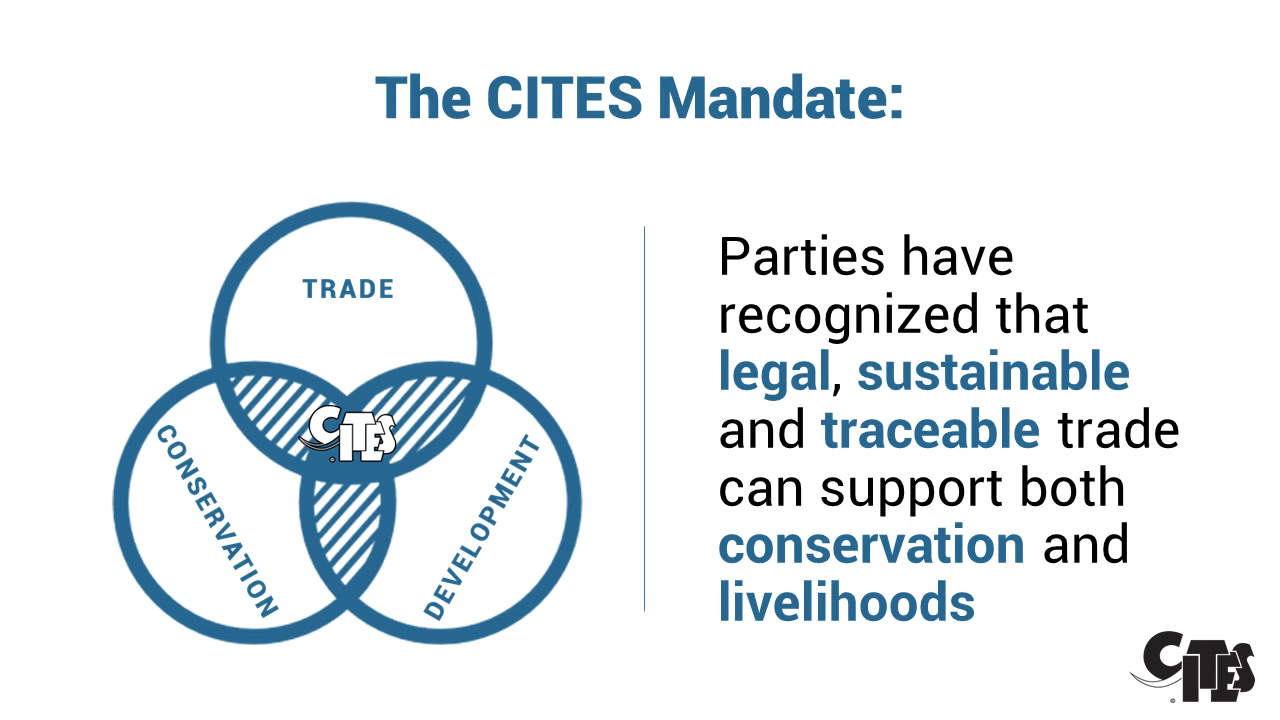 The CITES Mandate:
TRADE
CITES
©
CONSERVATION
DEVELOPMENT
Parties have
recognized that
legal, sustainable
and traceable trade
can support both
conservation and
livelihoods
CITES
©